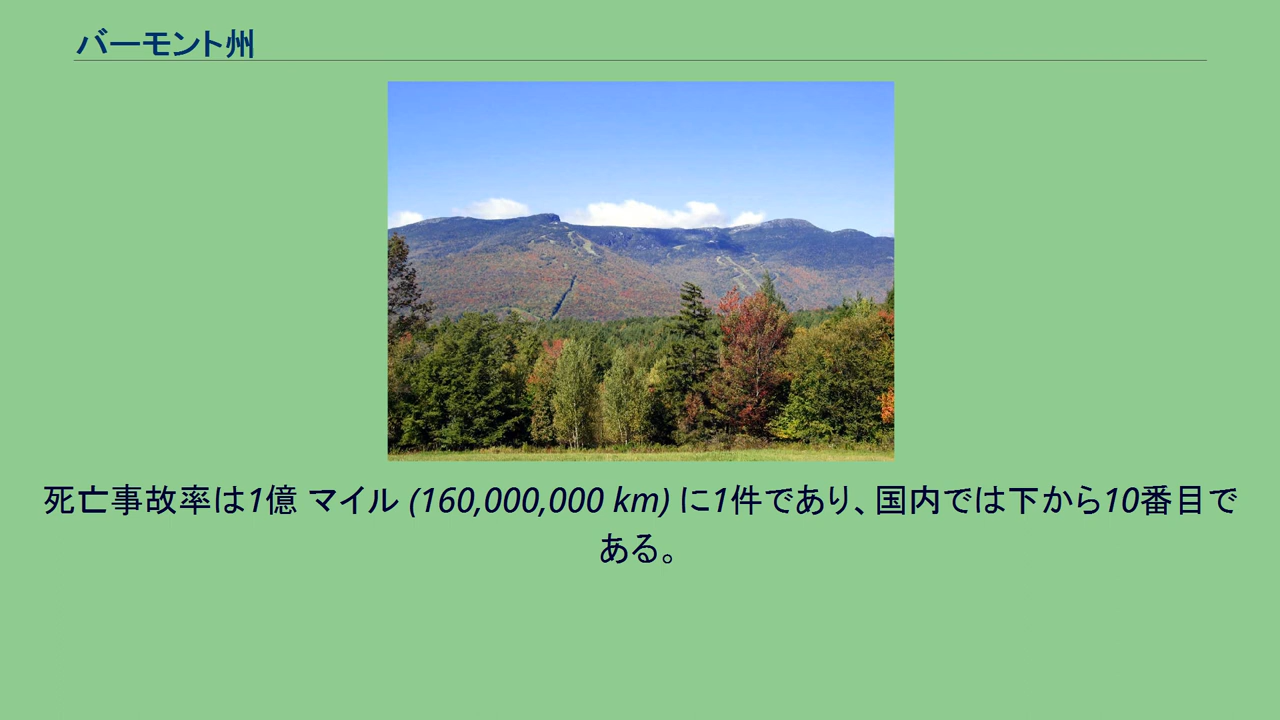 バーモント州
死亡事故率は1億 マイル (160,000,000 km) に1件であり、国内では下から10番目で
ある。